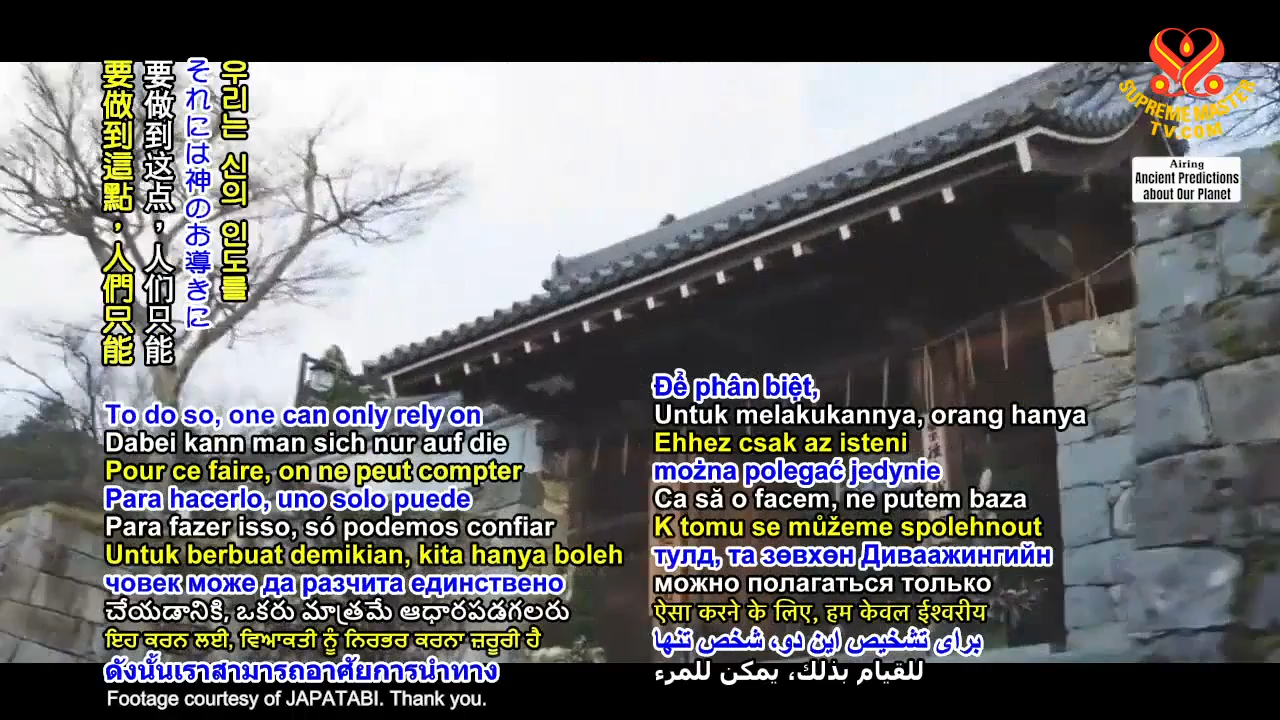 要做到這點，人們只能
要做到这点，人们只能
それには神のお導きに
우리는 신의 인도를
SUPREME MASTER
TV.COM
Airing
Ancient Predictions
about Our Planet
To do so, one can only rely on
Dabei kann man sich nur auf die
Pour ce faire, on ne peut compter
Para hacerlo, uno solo puede
Para fazer isso, só podemos confiar
Untuk berbuat demikian, kita hanya boleh
човек може да разчита единствено
చేయడానికి, ఒకరు మాత్రమే ఆధారపడగలరు
ਇਹ ਕਰਨ ਲਈ, ਵਿਅਕਤੀ ਨੂੰ ਨਿਰਭਰ ਕਰਨਾ ਜ਼ਰੂਰੀ ਹੈ
ดังนั้นเราสามารถอาศัยการนำทาง
Để phân biệt,
Untuk melakukannya, orang hanya
Ehhez csak az isteni
można polegać jedynie
Ca să o facem, ne putem baza
K tomu se můžeme spolehnout
тулд, та зөвхөн Диваажингийн
можно полагаться только
ऐसा करने के लिए, हम केवल ईश्वरीय
برای تشخیص این دو، شخص تنها
للقيام بذلك، يمكن للمرء
Footage courtesy of JAPATABI. Thank you.